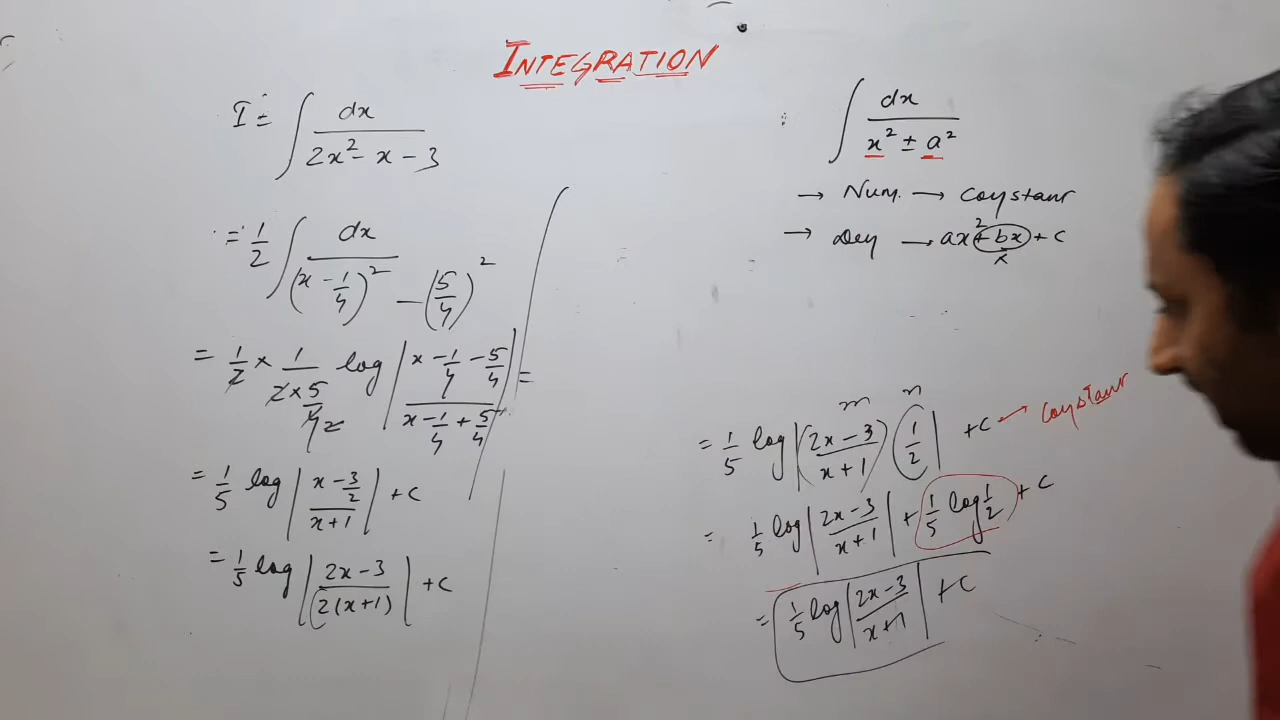 INTEGRATION
I = ∫ dx / (2x² - x - 3)
= 1/2 ∫ dx / ((x - 1/4)² - (5/4)²)
= 1/2 × 1/(2×5/4) log |(x - 1/4 - 5/4) / (x - 1/4 + 5/4)| =
= 1/5 log |(x - 3/2) / (x+1)| + c
= 1/5 log |(2x - 3) / (2(x+1))| + c
∫ dx / (x² ± a²)
→ Num. → Constant
→ Den → ax² + bx + c
x
m n
= 1/5 log |((2x - 3)/(x+1)) (1/2)| + c → Constant
= 1/5 log |(2x - 3)/(x+1)| + 1/5 log 1/2 + c
= 1/5 log |(2x - 3)/(x+1)| + c